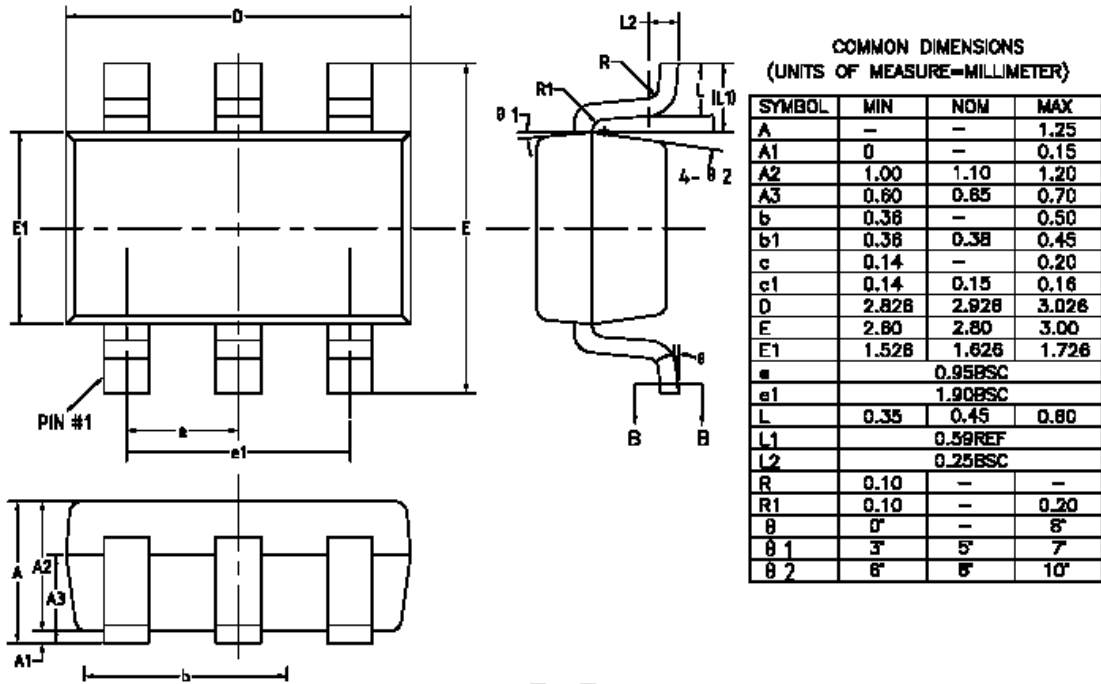 D
L2
R
R1
L
(L1)
θ 1
4- θ 2
E1
E
θ
PIN #1
e
e1
B
B
A
A2
A3
A1
b
COMMON DIMENSIONS
(UNITS OF MEASURE=MILLIMETER)
SYMBOL MIN NOM MAX
A – – 1.25
A1 0 – 0.15
A2 1.00 1.10 1.20
A3 0.60 0.65 0.70
b 0.36 – 0.50
b1 0.36 0.38 0.45
c 0.14 – 0.20
c1 0.14 0.15 0.16
D 2.826 2.926 3.026
E 2.60 2.80 3.00
E1 1.526 1.626 1.726
e 0.95BSC
e1 1.90BSC
L 0.35 0.45 0.60
L1 0.59REF
L2 0.25BSC
R 0.10 – –
R1 0.10 – 0.20
θ 0° – 8°
θ 1 3° 5° 7°
θ 2 6° 8° 10°